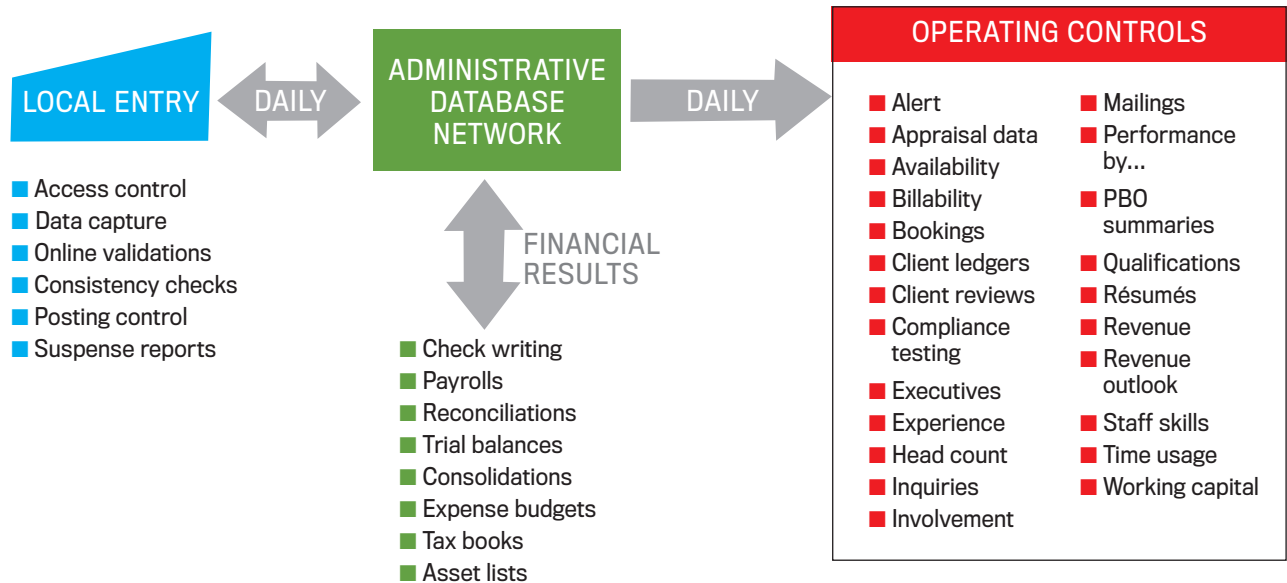 LOCAL ENTRY
Access control
Data capture
Online validations
Consistency checks
Posting control
Suspense reports
DAILY
ADMINISTRATIVE
DATABASE
NETWORK
FINANCIAL
RESULTS
Check writing
Payrolls
Reconciliations
Trial balances
Consolidations
Expense budgets
Tax books
Asset lists
DAILY
OPERATING CONTROLS
Alert
Appraisal data
Availability
Billability
Bookings
Client ledgers
Client reviews
Compliance
testing
Executives
Experience
Head count
Inquiries
Involvement
Mailings
Performance
by...
PBO
summaries
Qualifications
Résumés
Revenue
Revenue
outlook
Staff skills
Time usage
Working capital